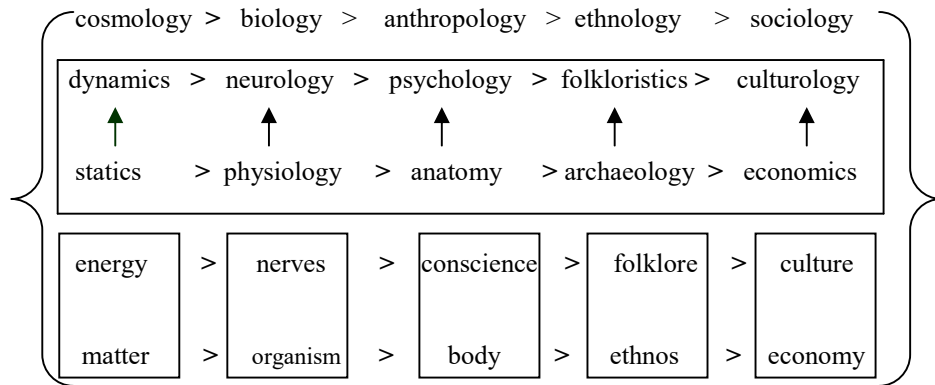 cosmology > biology > anthropology > ethnology > sociology
dynamics > neurology > psychology > folkloristics > culturology
statics > physiology > anatomy > archaeology > economics
energy > nerves > conscience > folklore > culture
matter > organism > body > ethnos > economy